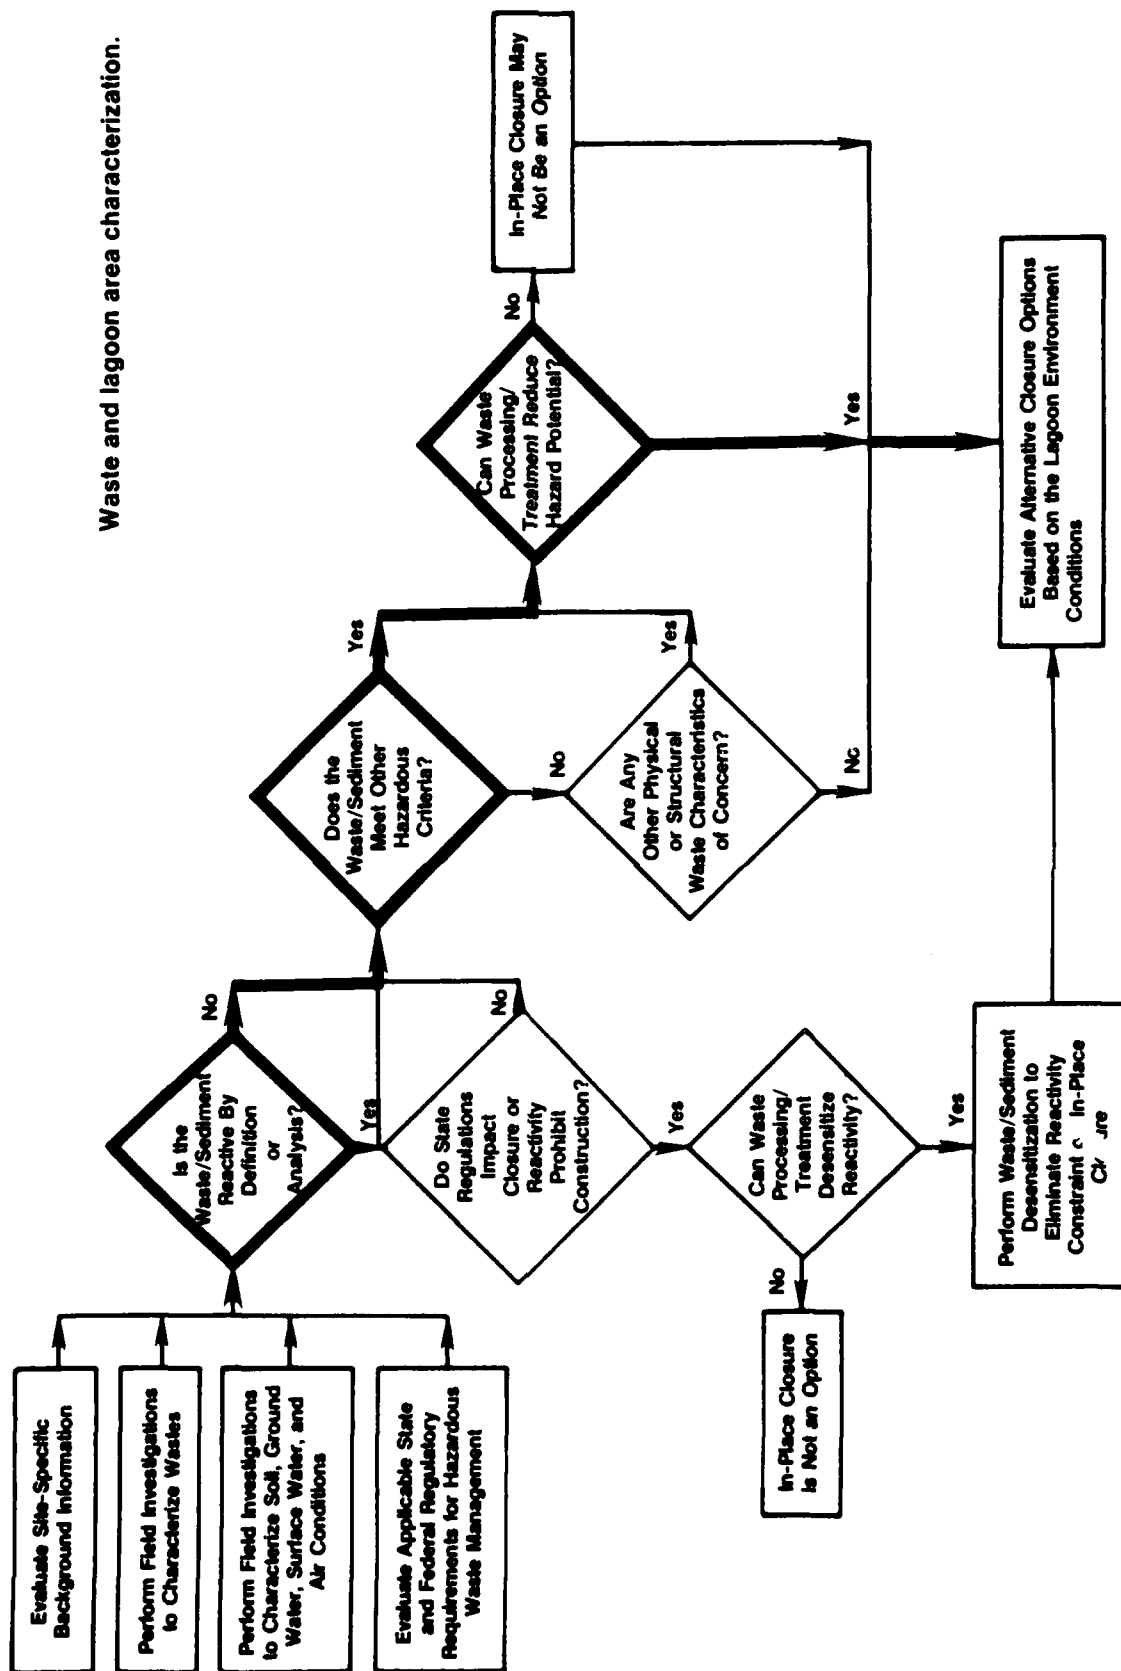 Waste and lagoon area characterization.
Evaluate Site-Specific
Background Information
Perform Field Investigations
to Characterize Wastes
Perform Field Investigations
to Characterize Soil, Ground
Water, Surface Water, and
Air Conditions
Evaluate Applicable State
and Federal Regulatory
Requirements for Hazardous
Waste Management
Is the
Waste/Sediment
Reactive By
Definition
or
Analysis?
No
Yes
Do State
Regulations
Impact
Closure or
Reactivity
Prohibit
Construction?
No
Yes
Can Waste
Processing/
Treatment
Desensitize
Reactivity?
No
In-Place Closure
Is Not an Option
Yes
Perform Waste/Sediment
Desensitization to
Eliminate Reactivity
Constraint In-Place
Does the
Waste/Sediment
Meet Other
Hazardous
Criteria?
Yes
No
Are Any
Other Physical
or Structural
Waste Characteristics
of Concern?
Yes
No
Can Waste
Processing/
Treatment Reduce
Hazard Potential?
No
In-Place Closure May
Not Be an Option
Yes
Evaluate Alternative Closure Options
Based on the Lagoon Environment
Conditions